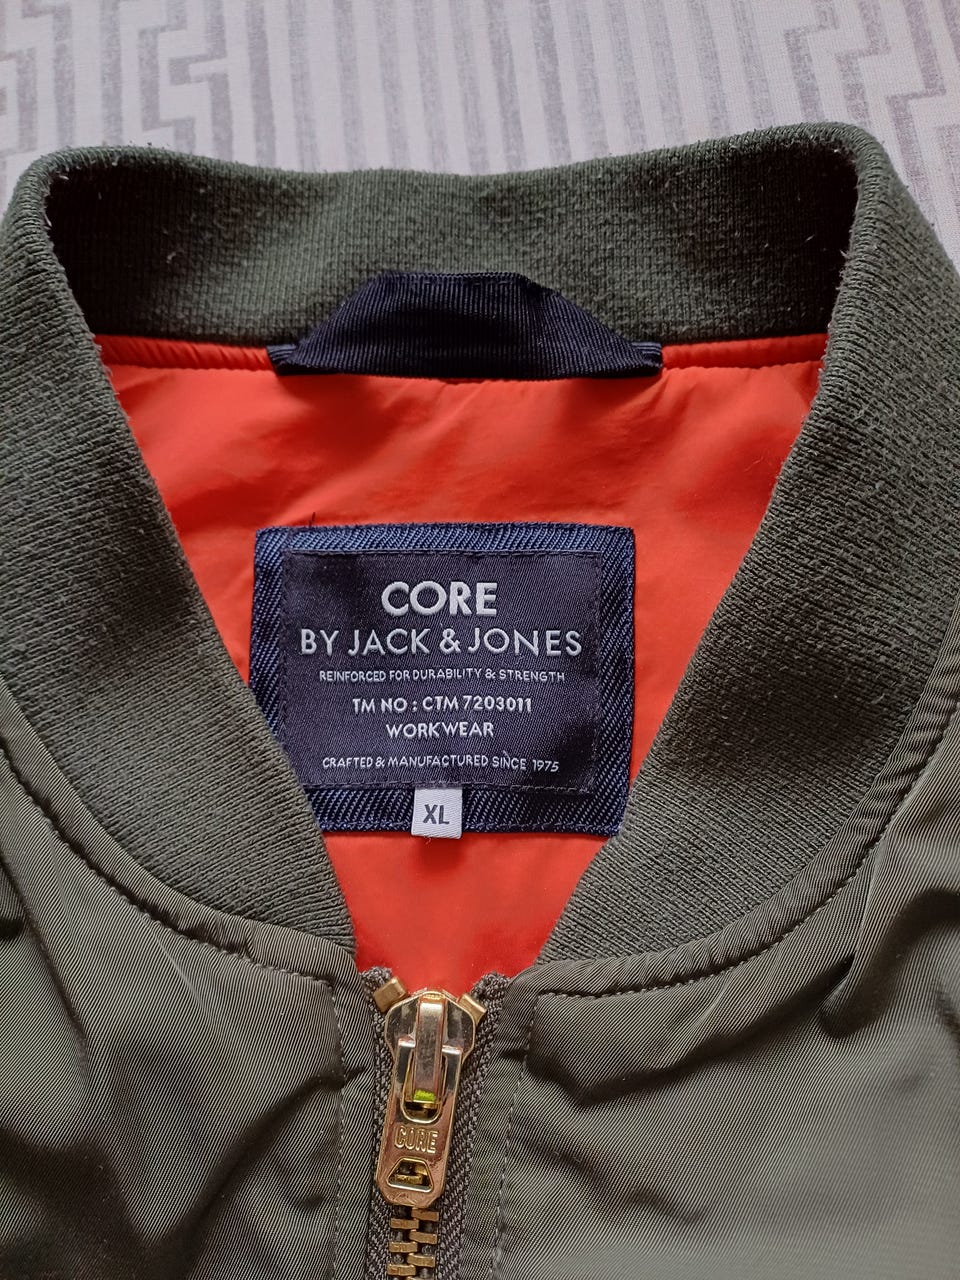 CORE
BY JACK & JONES
REINFORCED FOR DURABILITY & STRENGTH
TM NO : CTM 7203011
WORKWEAR
CRAFTED & MANUFACTURED SINCE 1975
XL
CORE